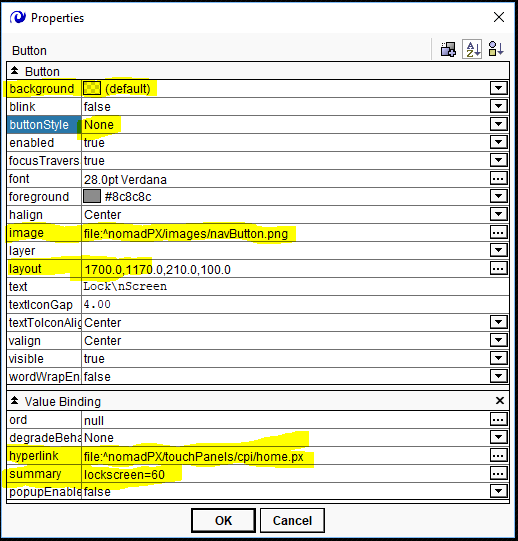 Properties
Button
Button
background (default)
blink false
buttonStyle None
enabled true
focusTravers true
font 28.0pt Verdana
foreground #8c8c8c
halign Center
image file:^nomadPX/images/navButton.png
layer
layout 1700.0,1170.0,210.0,100.0
text Lock\nScreen
textIconGap 4.00
textToIconAlig Center
valign Center
visible true
wordWrapEn false
Value Binding
ord null
degradeBeha None
hyperlink file:^nomadPX/touchPanels/cpi/home.px
summary lockscreen=60
popupEnable false
OK Cancel